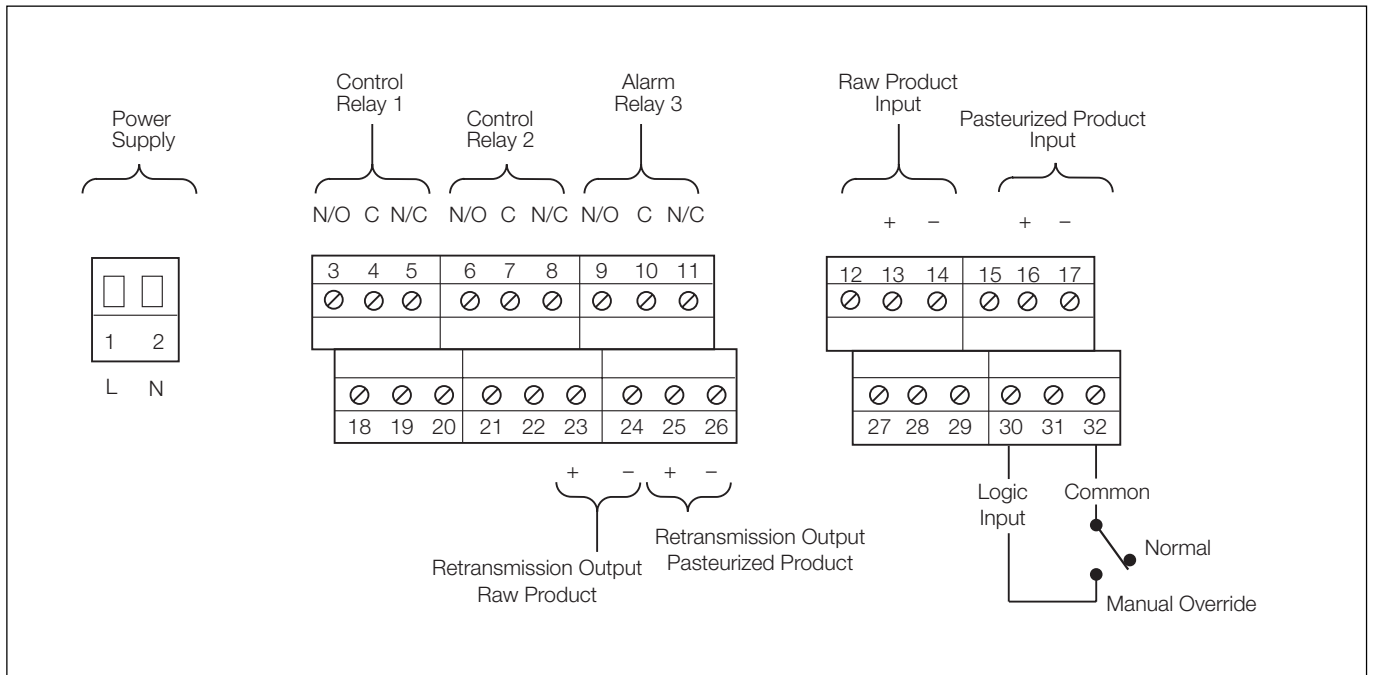 Power
Supply
Control
Relay 1
Control
Relay 2
Alarm
Relay 3
Raw Product
Input
Pasteurized Product
Input
N/O C N/C N/O C N/C N/O C N/C
+ − + −
3 4 5 6 7 8 9 10 11
12 13 14 15 16 17
1 2
L N
18 19 20 21 22 23 24 25 26
27 28 29 30 31 32
+ − + −
Retransmission Output
Raw Product
Retransmission Output
Pasteurized Product
Logic
Input
Common
Normal
Manual Override